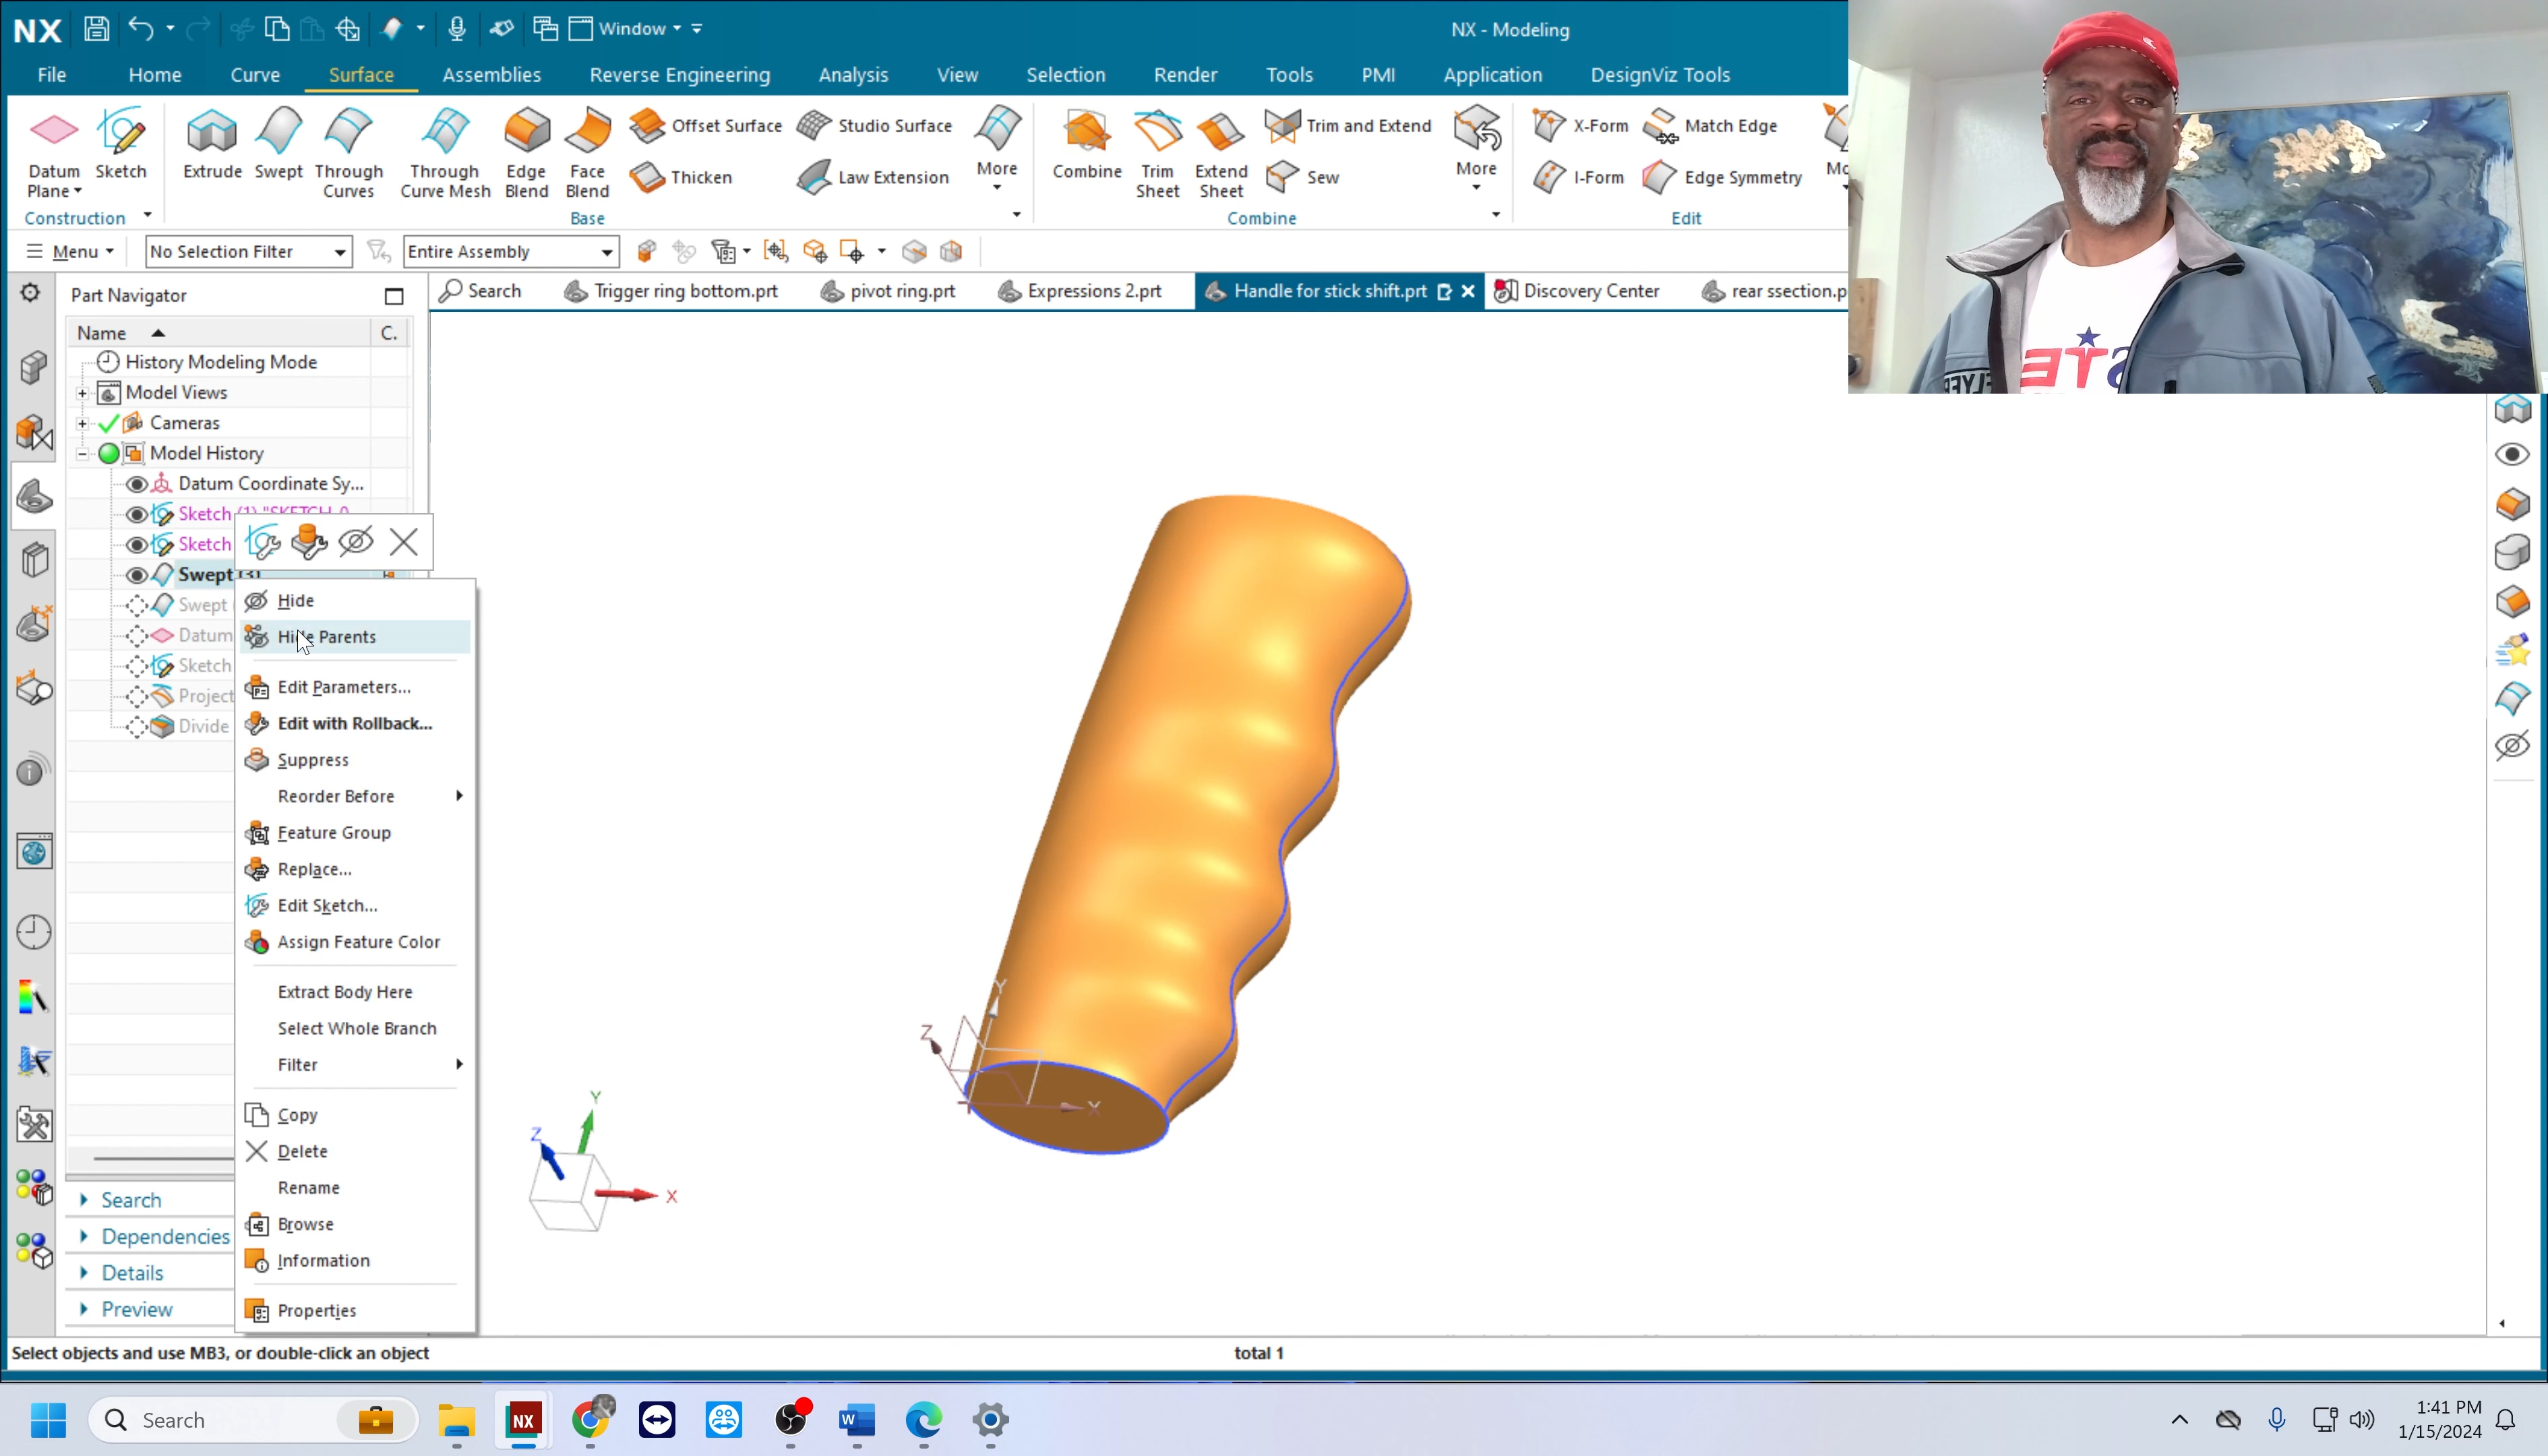 NX
Window
NX - Modeling
File Home Curve Surface Assemblies Reverse Engineering Analysis View Selection Render Tools PMI Application DesignViz Tools
Datum Plane
Sketch
Extrude
Swept
Through Curves
Through Curve Mesh
Edge Blend
Face Blend
Offset Surface
Thicken
Studio Surface
Law Extension
More
Combine
Trim Sheet
Extend Sheet
Trim and Extend
Sew
More
X-Form
I-Form
Match Edge
Edge Symmetry
Construction
Base
Combine
Edit
Menu
No Selection Filter
Entire Assembly
Part Navigator
Search
Trigger ring bottom.prt
pivot ring.prt
Expressions 2.prt
Handle for stick shift.prt
Discovery Center
rear ssection.p
Name
C.
History Modeling Mode
Model Views
Cameras
Model History
Datum Coordinate Sy...
Sketch (1) "SKETCH_0
Sketch
Swept (3)
Swept
Datum
Sketch
Project
Divide
Hide
Hide Parents
Edit Parameters...
Edit with Rollback...
Suppress
Reorder Before
Feature Group
Replace...
Edit Sketch...
Assign Feature Color
Extract Body Here
Select Whole Branch
Filter
Copy
Delete
Rename
Browse
Information
Properties
Search
Dependencies
Details
Preview
Y
Z
X
Y
Z
X
Select objects and use MB3, or double-click an object
total 1
Search
NX
W
1:41 PM
1/15/2024